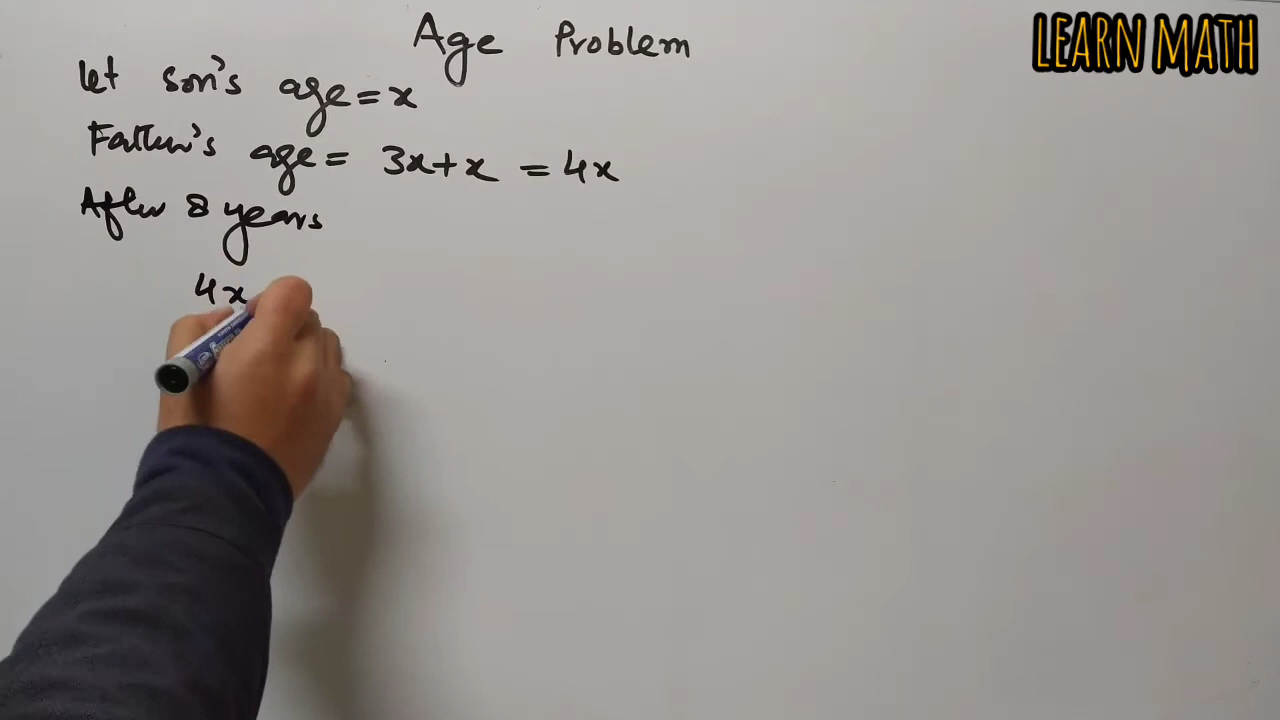 Age Problem
LEARN MATH
let son's age = x
Father's age = 3x + x = 4x
After 8 years
4x